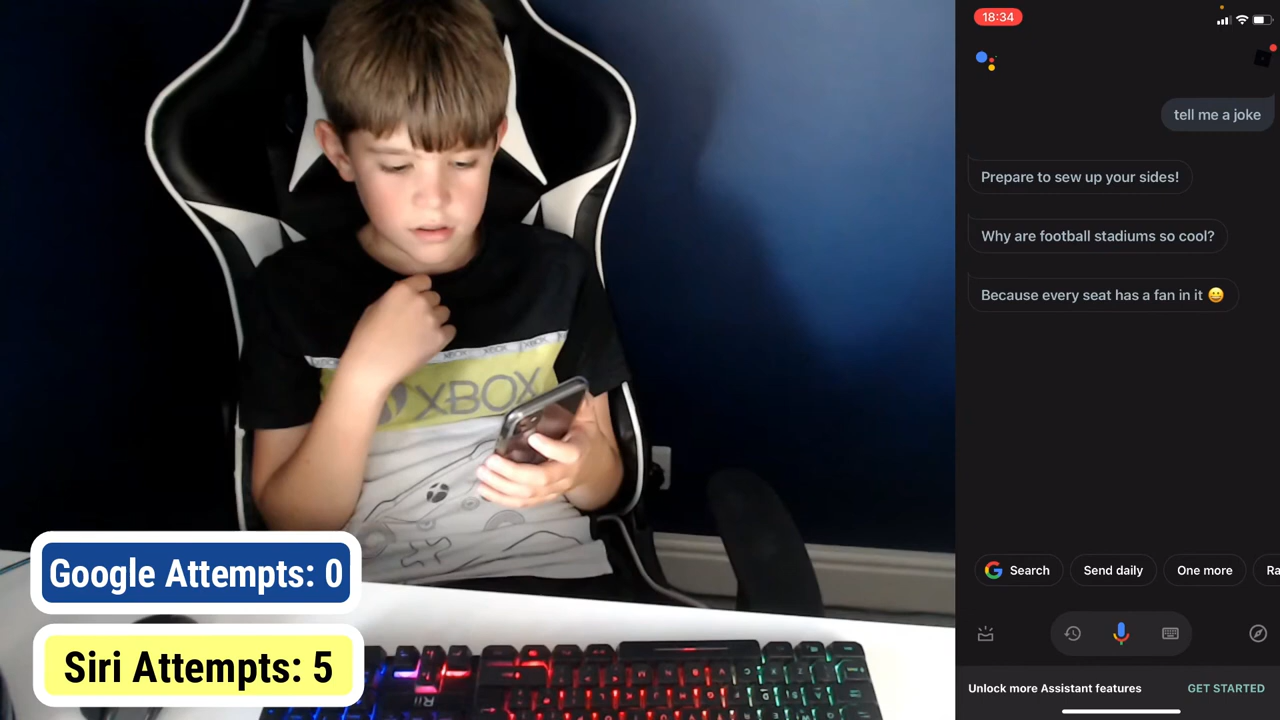 18:34
tell me a joke
Prepare to sew up your sides!
Why are football stadiums so cool?
Because every seat has a fan in it 😀
XBOX
Google Attempts: 0
Siri Attempts: 5
Search
Send daily
One more
Ra
Unlock more Assistant features
GET STARTED